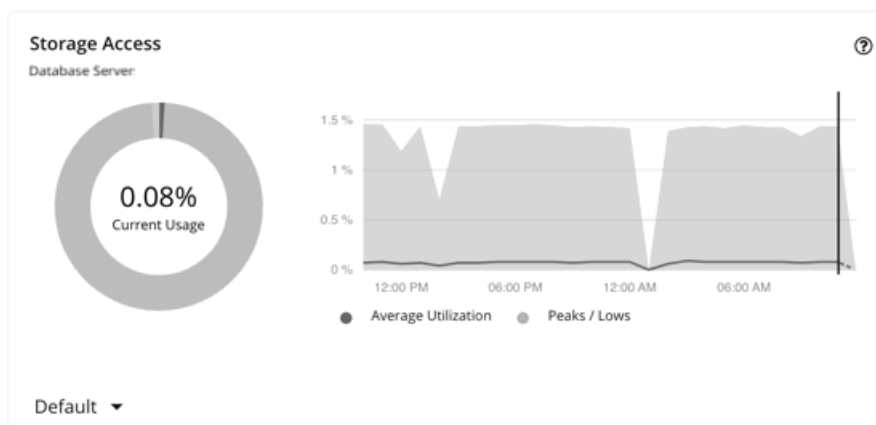 Storage Access
Database Server
0.08%
Current Usage
1.5 %
1 %
0.5 %
0 %
12:00 PM 06:00 PM 12:00 AM 06:00 AM
Average Utilization Peaks / Lows
Default